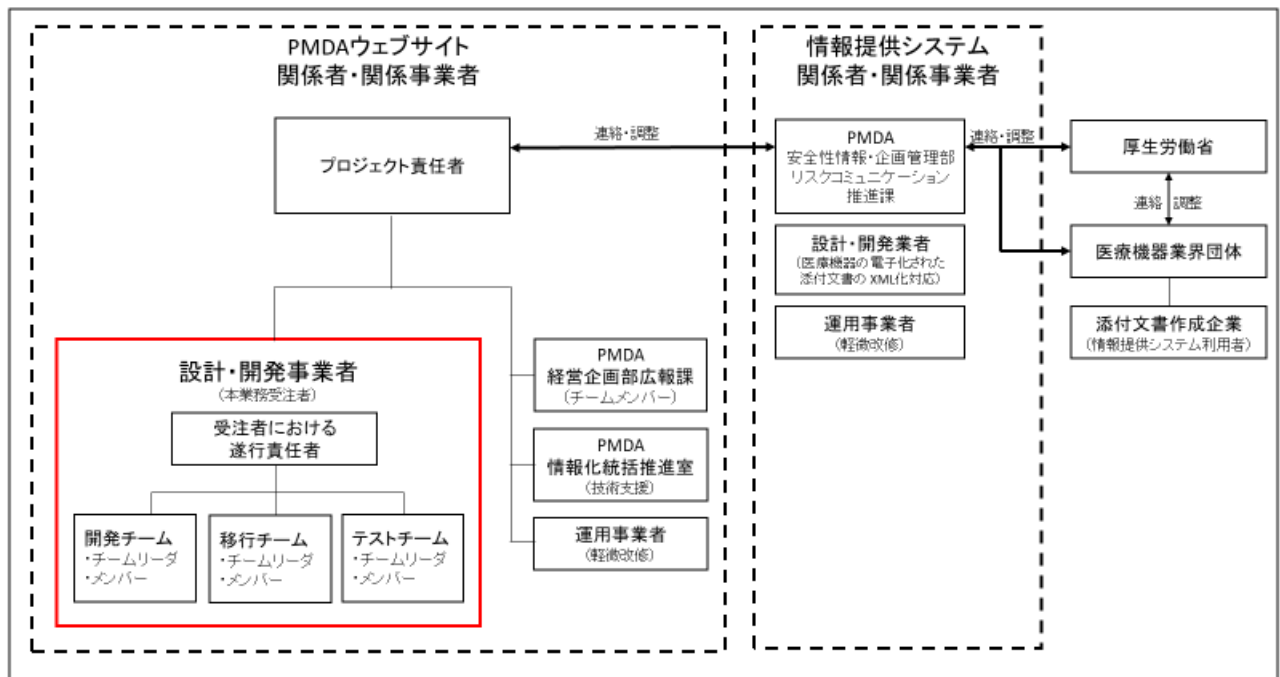 PMDAウェブサイト
関係者・関係事業者
プロジェクト責任者
連絡・調整
設計・開発事業者
(本業務受注者)
受注者における
遂行責任者
開発チーム
・チームリーダ
・メンバー
移行チーム
・チームリーダ
・メンバー
テストチーム
・チームリーダ
・メンバー
PMDA
経営企画部広報課
(チームメンバー)
PMDA
情報化統括推進室
(技術支援)
運用事業者
(軽微改修)
情報提供システム
関係者・関係事業者
PMDA
安全性情報・企画管理部
リスクコミュニケーション
推進課
設計・開発業者
(医療機器の電子化された
添付文書の XML化対応)
運用事業者
(軽微改修)
連絡・調整
厚生労働省
連絡 調整
医療機器業界団体
添付文書作成企業
(情報提供システム利用者)